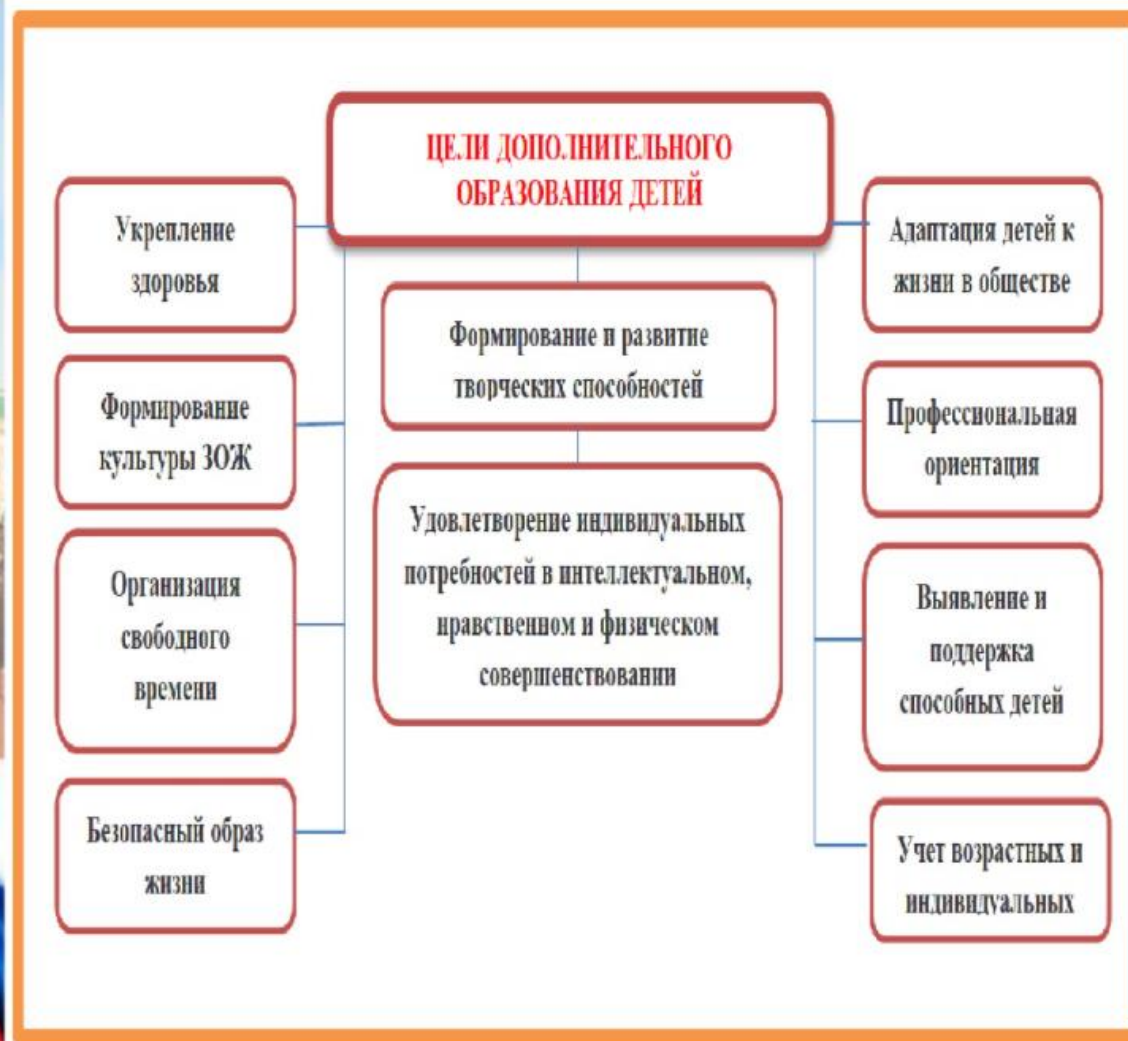 ЦЕЛИ ДОПОЛНИТЕЛЬНОГО
ОБРАЗОВАНИЯ ДЕТЕЙ
Укрепление
здоровья
Формирование
культуры ЗОЖ
Организация
свободного
времени
Безопасный образ
жизни
Формирование и развитие
творческих способностей
Удовлетворение индивидуальных
потребностей в интеллектуальном,
нравственном и физическом
совершенствовании
Адаптация детей к
жизни в обществе
Профессиональная
ориентация
Выявление и
поддержка
способных детей
Учет возрастных и
индивидуальных